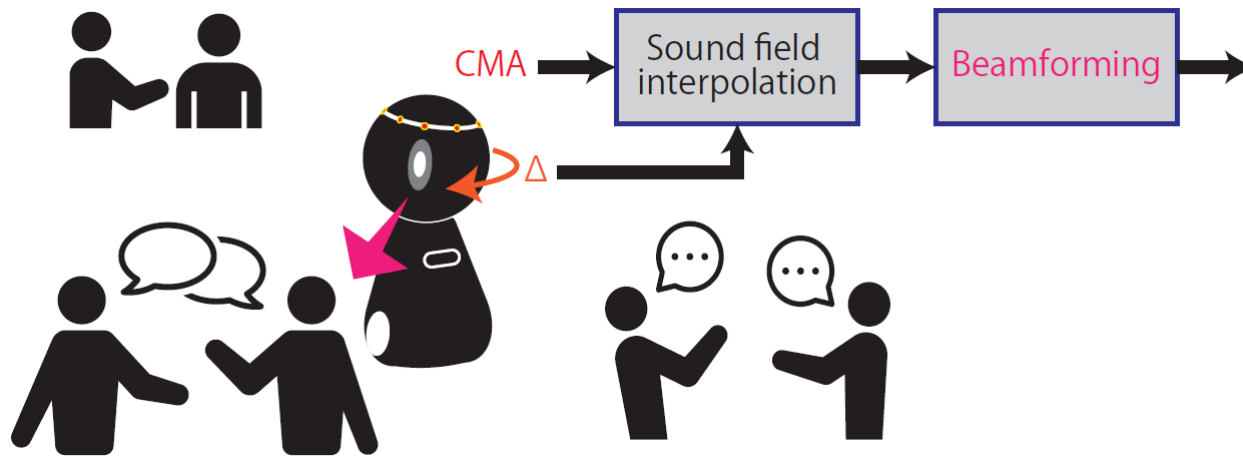 CMA
Sound field
interpolation
Beamforming
Δ